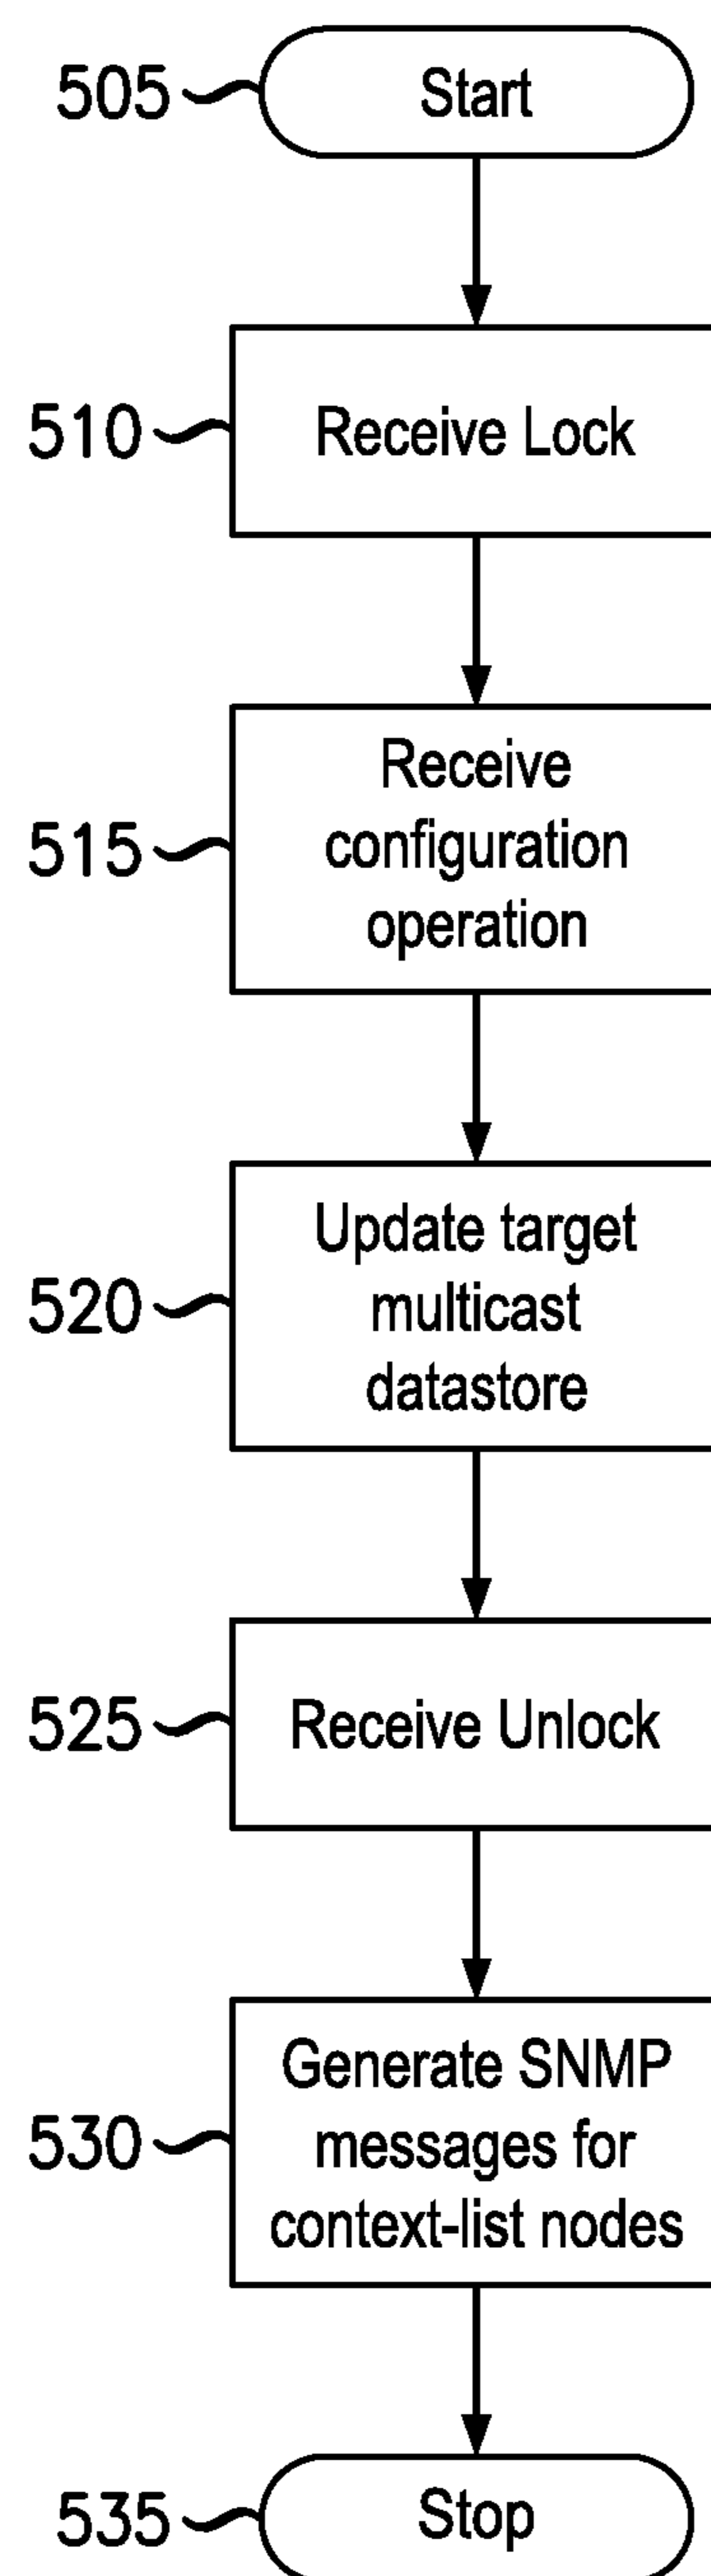 505
Start
510
Receive Lock
515
Receive
configuration
operation
520
Update target
multicast
datastore
525
Receive Unlock
530
Generate SNMP
messages for
context-list nodes
535
Stop